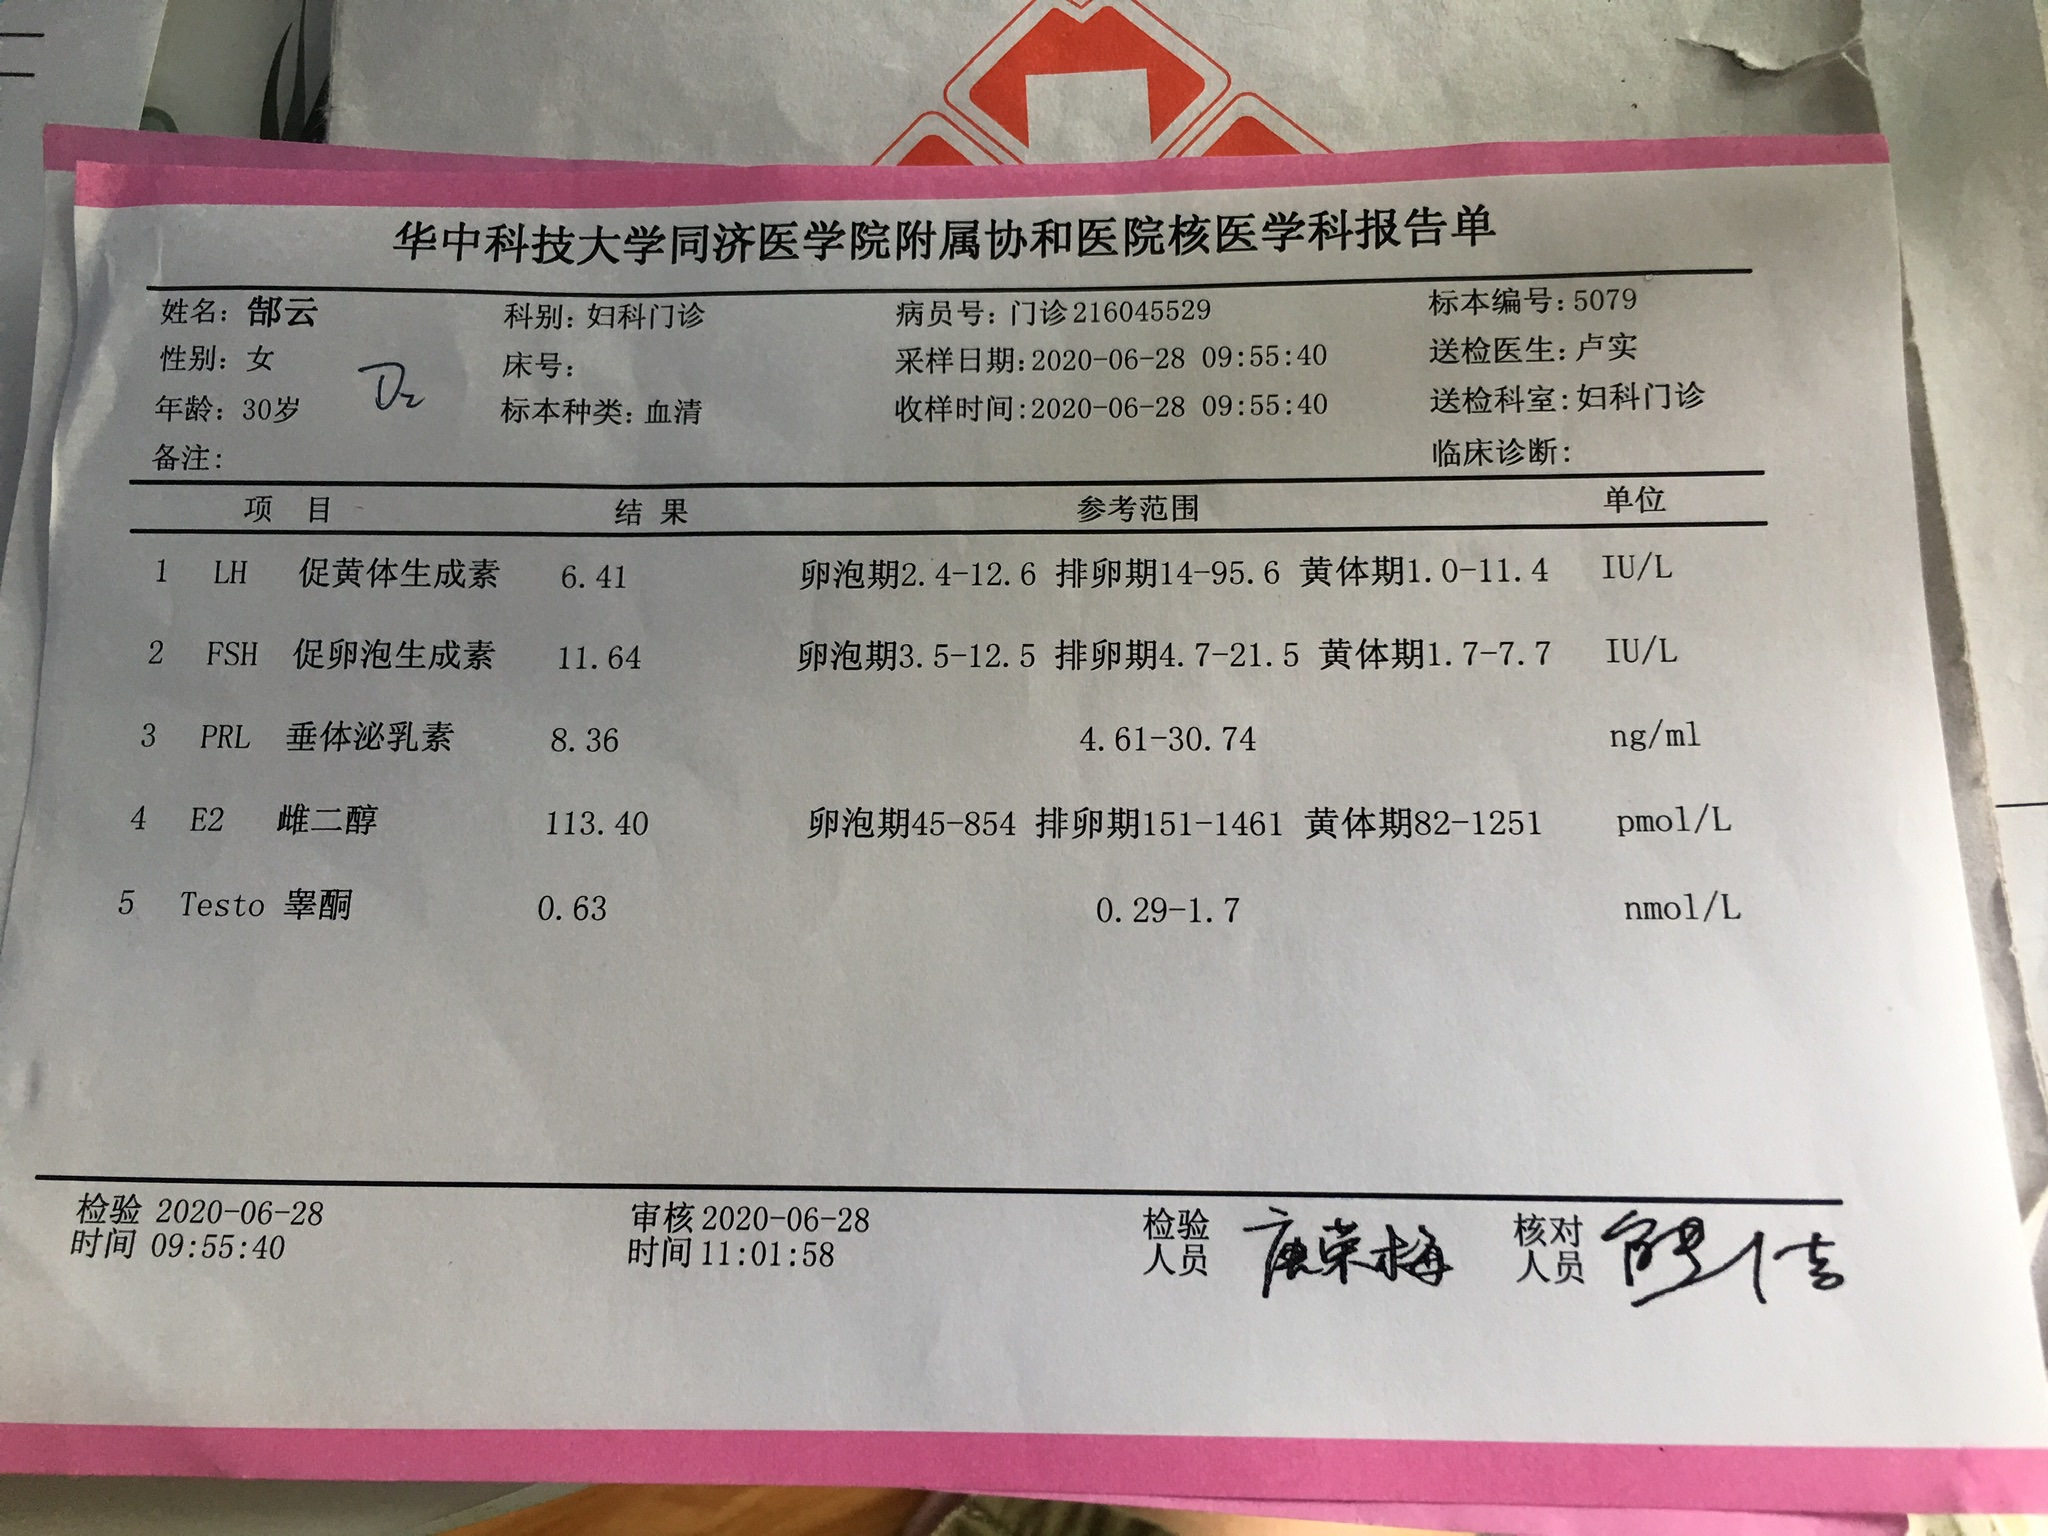 华中科技大学同济医学院附属协和医院核医学科报告单
姓名: 郜云 科别: 妇科门诊 病员号: 门诊216045529 标本编号: 5079
性别: 女 床号: 采样日期: 2020-06-28 09:55:40 送检医生: 卢实
年龄: 30岁 D2 标本种类: 血清 收样时间: 2020-06-28 09:55:40 送检科室: 妇科门诊
备注: 临床诊断:
项 目 结 果 参考范围 单位
1 LH 促黄体生成素 6.41 卵泡期2.4-12.6 排卵期14-95.6 黄体期1.0-11.4 IU/L
2 FSH 促卵泡生成素 11.64 卵泡期3.5-12.5 排卵期4.7-21.5 黄体期1.7-7.7 IU/L
3 PRL 垂体泌乳素 8.36 4.61-30.74 ng/ml
4 E2 雌二醇 113.40 卵泡期45-854 排卵期151-1461 黄体期82-1251 pmol/L
5 Testo 睾酮 0.63 0.29-1.7 nmol/L
检验 2020-06-28 审核 2020-06-28 检验 核对
时间 09:55:40 时间 11:01:58 人员 人员